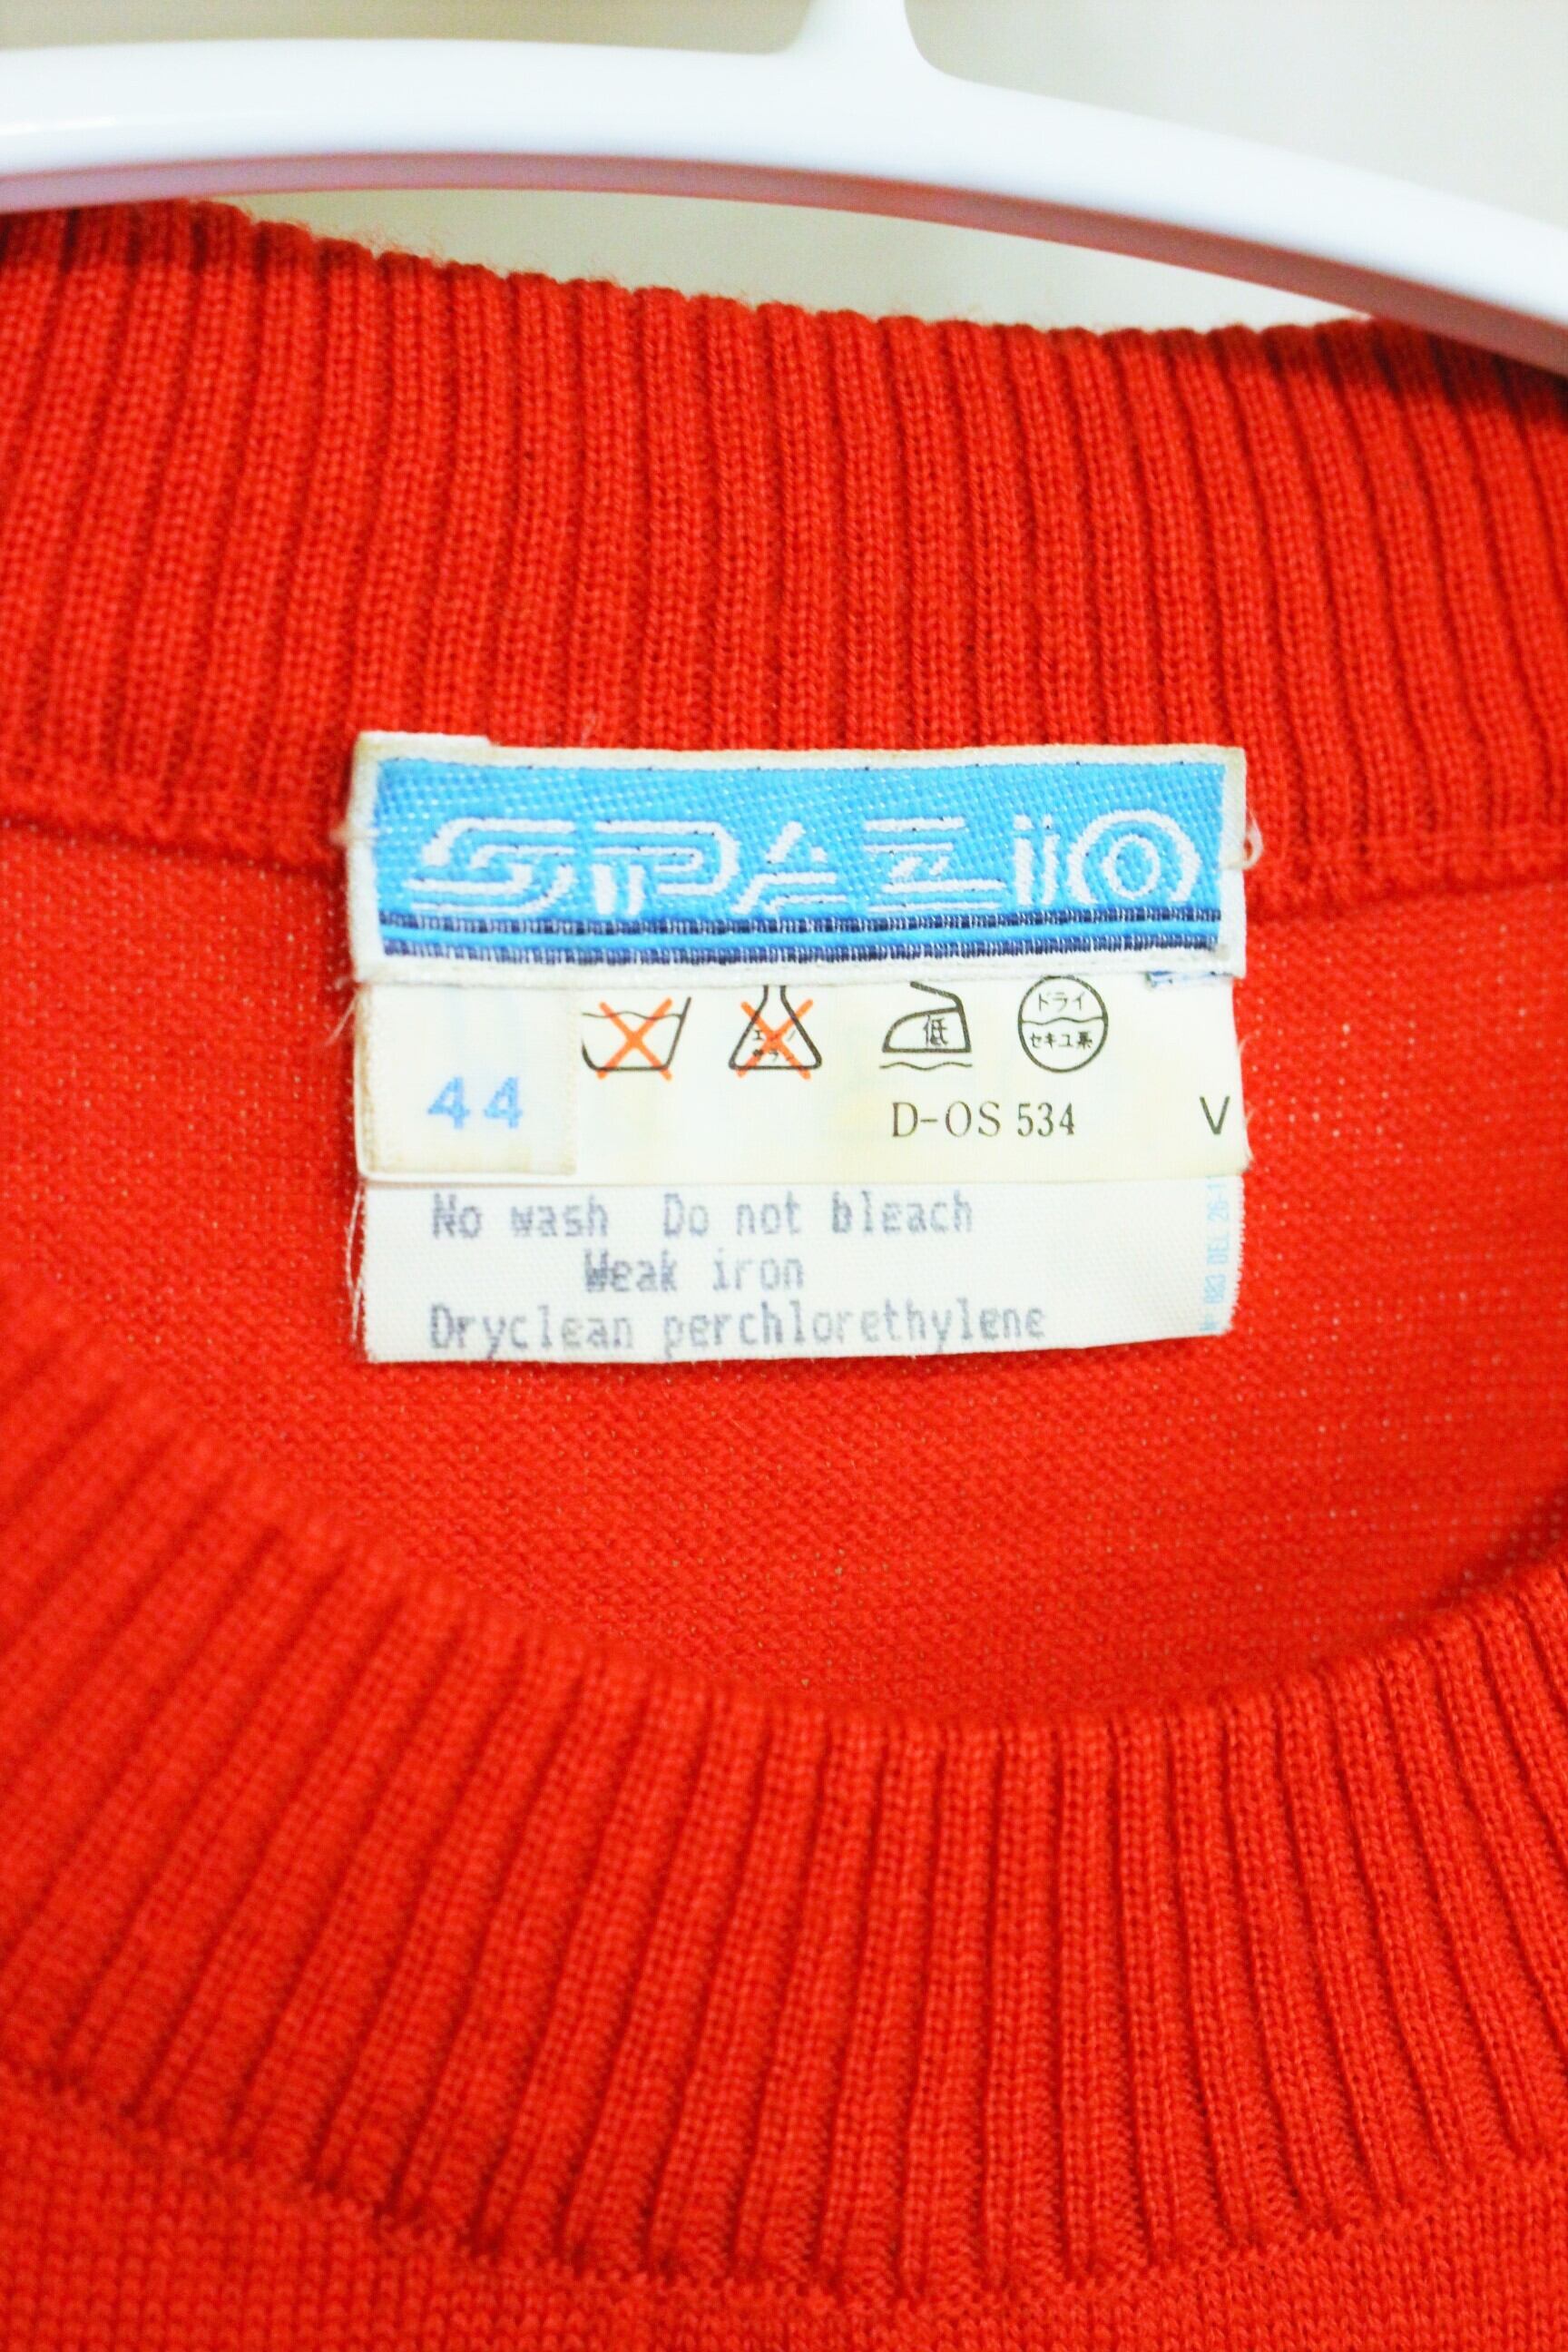 SPAZIO
低 ドライ
セキユ系
44 D-OS 534 V
No wash Do not bleach
Weak iron
Dryclean perchlorethylene